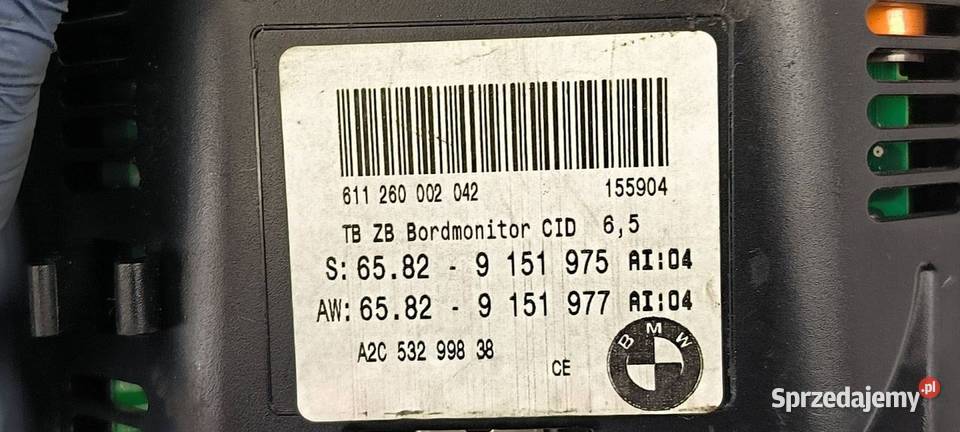 611 260 002 042 155904
TB ZB Bordmonitor CID 6,5
S: 65.82 - 9 151 975 AI:04
AW: 65.82 - 9 151 977 AI:04
A2C 532 998 38
CE
BMW
Sprzedajemy.pl